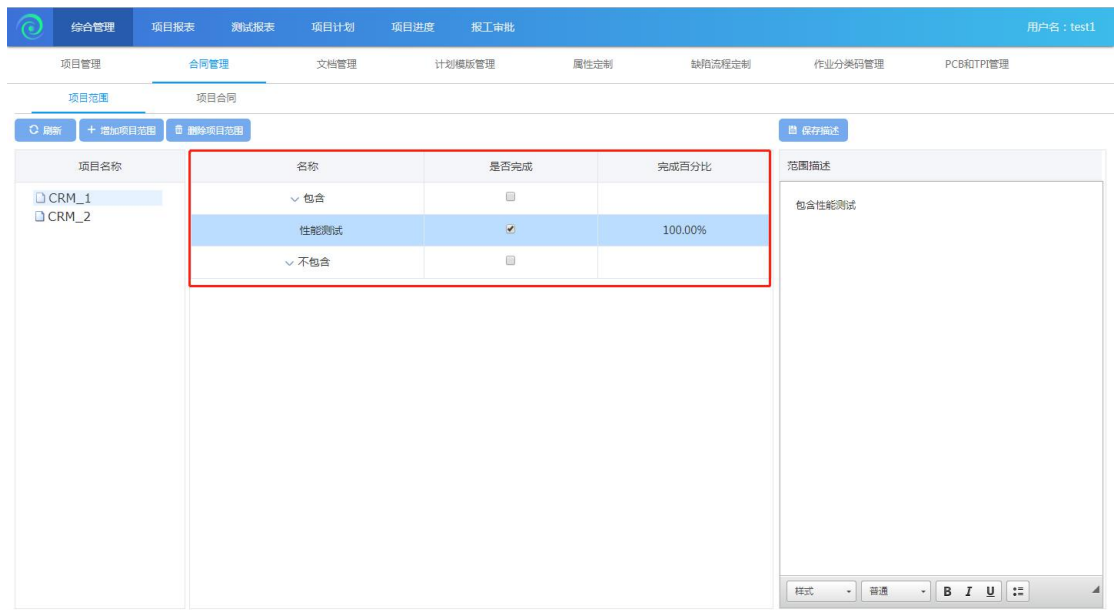 综合管理 项目报表 测试报表 项目计划 项目进度 报工审批 用户名：test1
项目管理 合同管理 文档管理 计划模版管理 属性定制 缺陷流程定制 作业分类码管理 PCB和TPI管理
项目范围 项目合同
刷新 + 增加项目范围 删除项目范围 保存描述
项目名称 名称 是否完成 完成百分比 范围描述
CRM_1 包含 包含性能测试
CRM_2
性能测试 100.00%
不包含
样式 普通 B I U